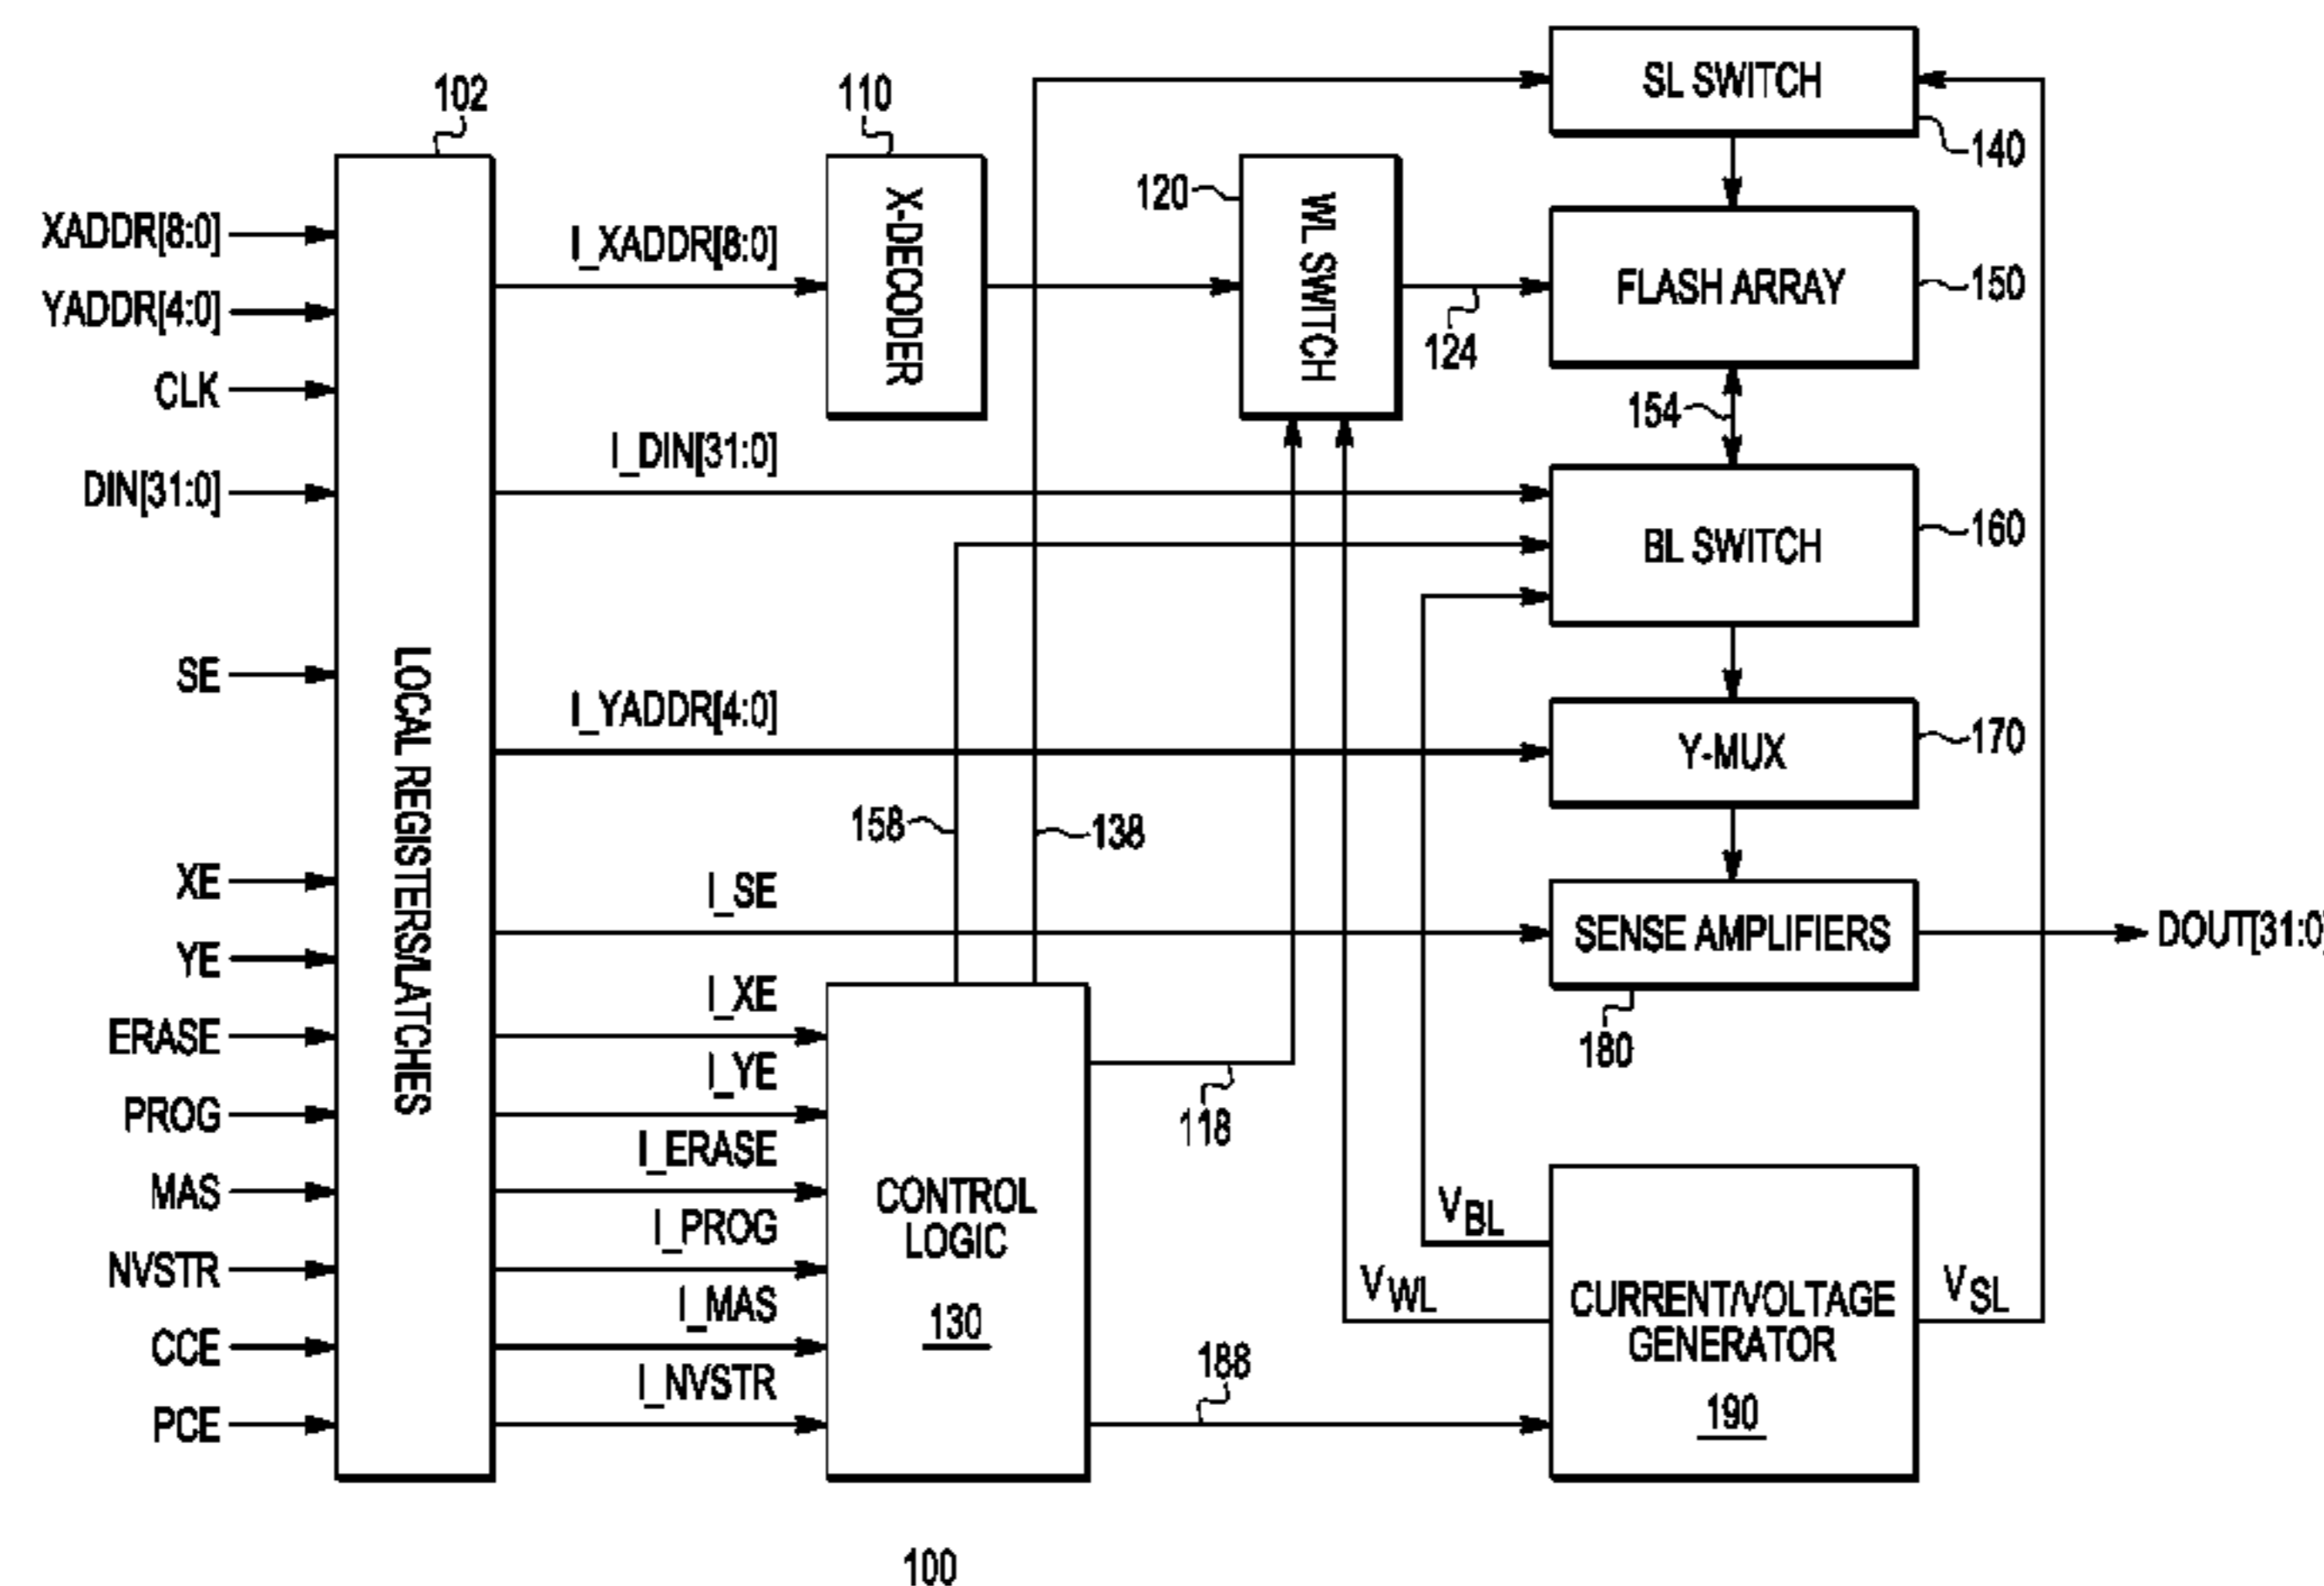 102
XADDR[8:0]
YADDR[4:0]
CLK
DIN[31:0]
SE
XE
YE
ERASE
PROG
MAS
NVSTR
CCE
PCE
LOCAL REGISTERS/LATCHES
I_XADDR[8:0]
I_DIN[31:0]
I_YADDR[4:0]
I_SE
I_XE
I_YE
I_ERASE
I_PROG
I_MAS
I_NVSTR
110
X-DECODER
120
WL SWITCH
124
158
138
118
188
CONTROL
LOGIC
130
SL SWITCH
140
FLASH ARRAY
150
154
BL SWITCH
160
Y-MUX
170
SENSE AMPLIFIERS
180
DOUT[31:0]
VBL
VWL
VSL
CURRENT/VOLTAGE
GENERATOR
190
100